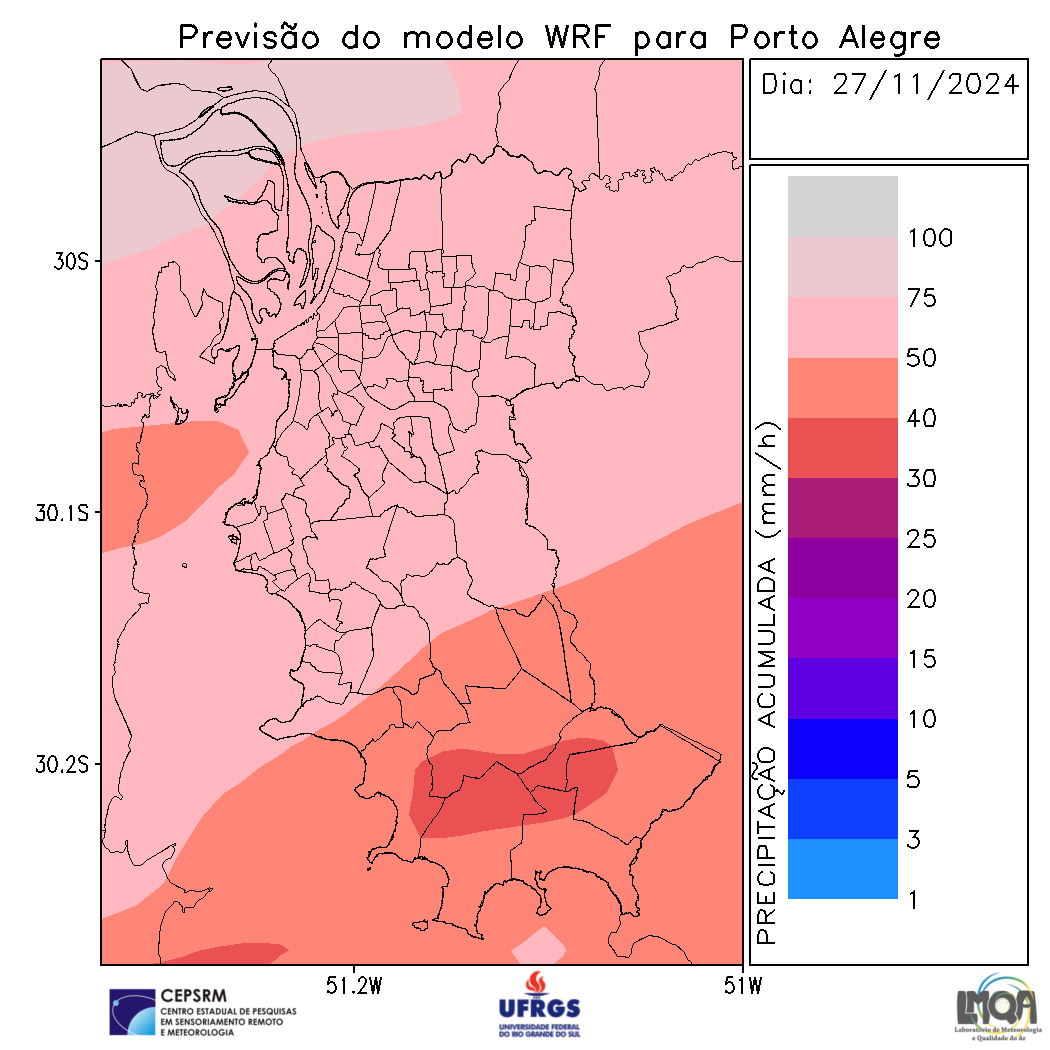 Previsão do modelo WRF para Porto Alegre
Dia: 27/11/2024
30S
30.1S
30.2S
51.2W
51W
PRECIPITAÇÃO ACUMULADA (mm/h)
100
75
50
40
30
25
20
15
10
5
3
1
CEPSRM
CENTRO ESTADUAL DE PESQUISAS
EM SENSORIAMENTO REMOTO
E METEOROLOGIA
UFRGS
UNIVERSIDADE FEDERAL
DO RIO GRANDE DO SUL
LMQA
Laboratório de Meteorologia
e Qualidade do Ar